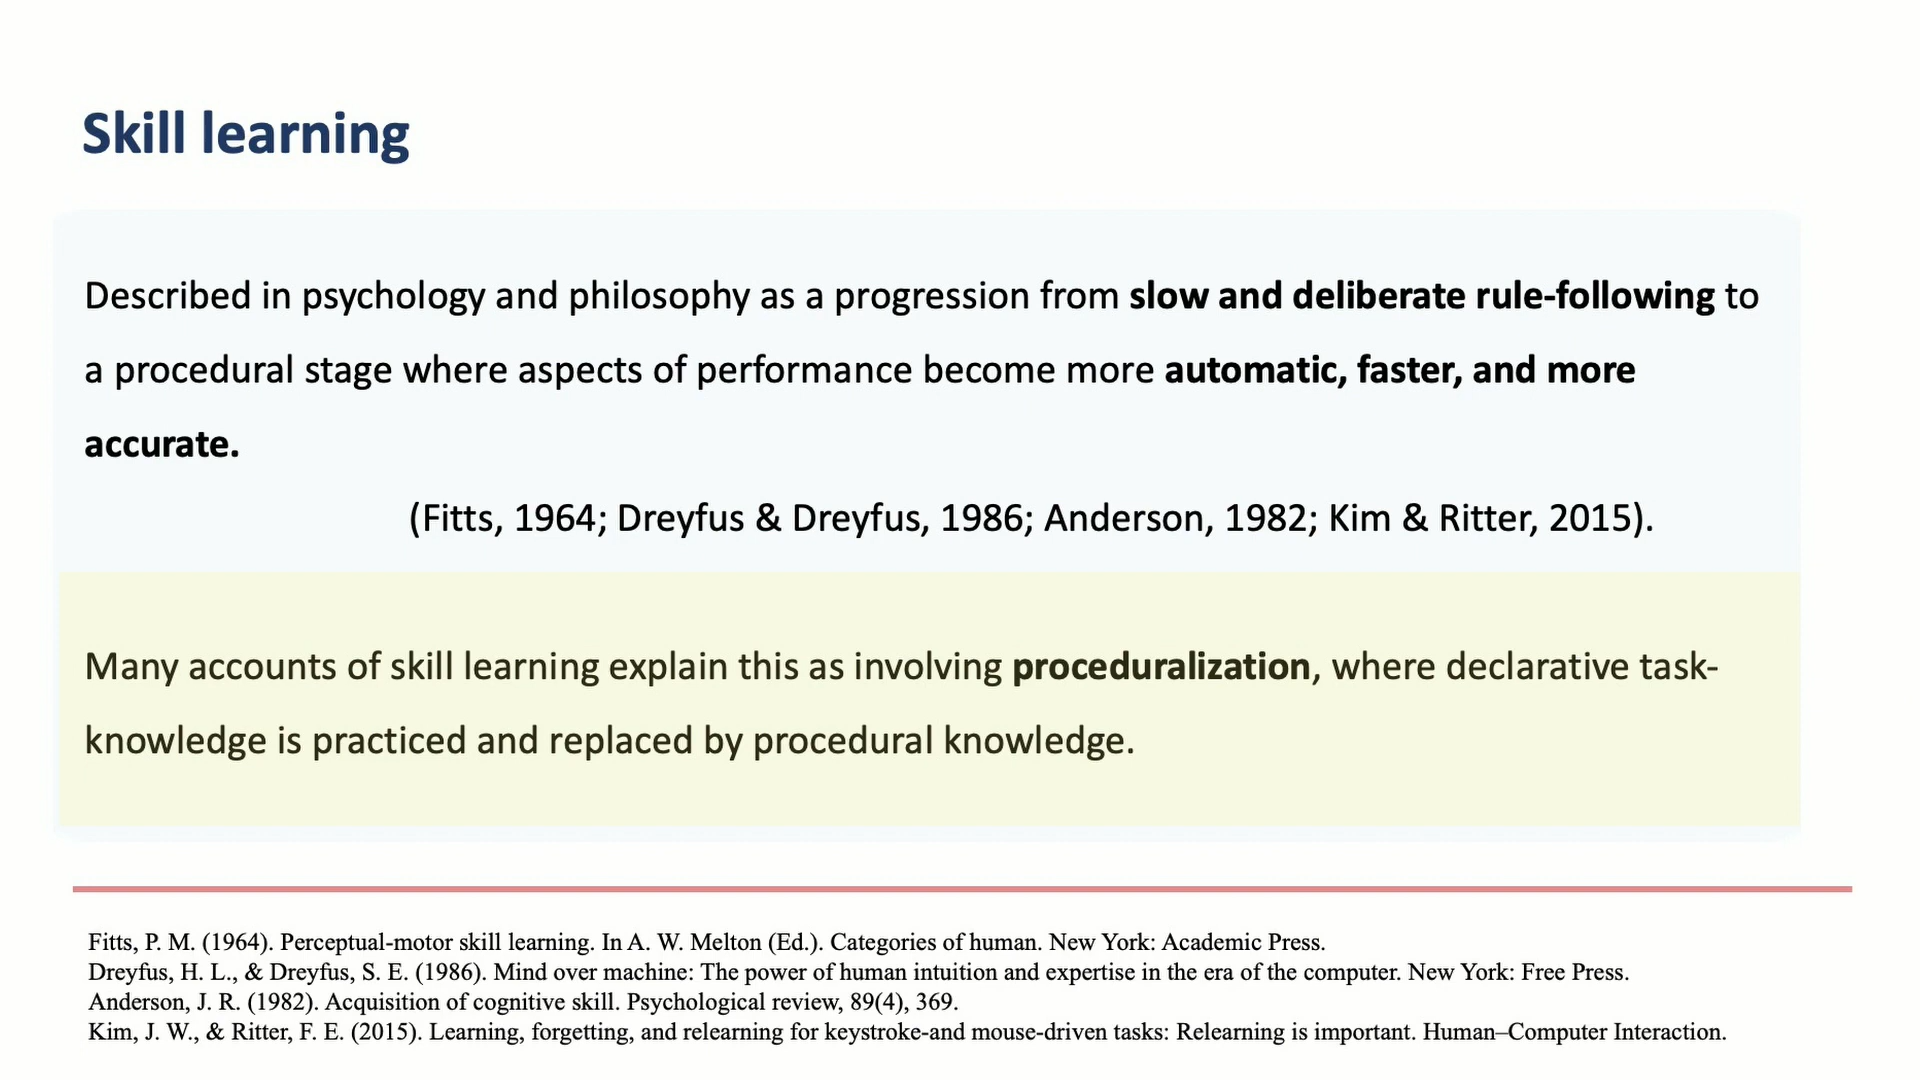 Skill learning
Described in psychology and philosophy as a progression from slow and deliberate rule-following to
a procedural stage where aspects of performance become more automatic, faster, and more
accurate.
(Fitts, 1964; Dreyfus & Dreyfus, 1986; Anderson, 1982; Kim & Ritter, 2015).
Many accounts of skill learning explain this as involving proceduralization, where declarative task-
knowledge is practiced and replaced by procedural knowledge.
Fitts, P. M. (1964). Perceptual-motor skill learning. In A. W. Melton (Ed.). Categories of human. New York: Academic Press.
Dreyfus, H. L., & Dreyfus, S. E. (1986). Mind over machine: The power of human intuition and expertise in the era of the computer. New York: Free Press.
Anderson, J. R. (1982). Acquisition of cognitive skill. Psychological review, 89(4), 369.
Kim, J. W., & Ritter, F. E. (2015). Learning, forgetting, and relearning for keystroke-and mouse-driven tasks: Relearning is important. Human–Computer Interaction.